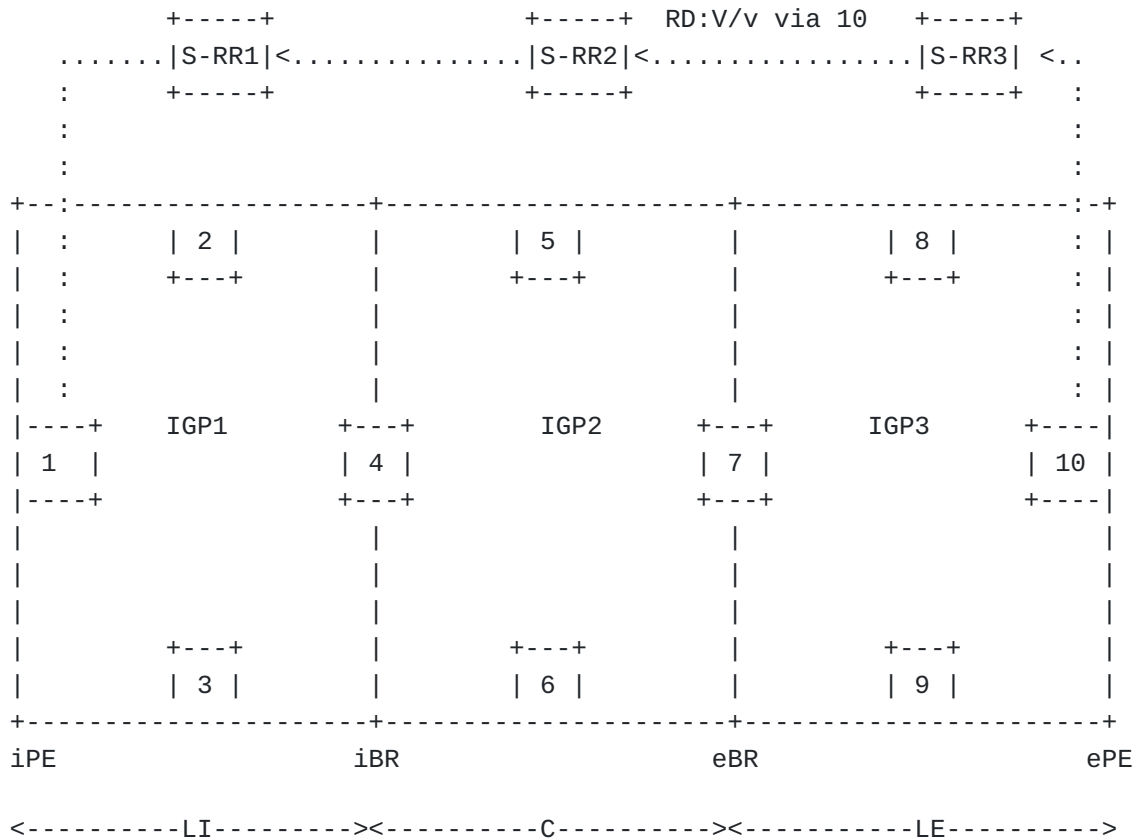 RD:V/v via 10
S-RR1 S-RR2 S-RR3
2 5 8
IGP1 IGP2 IGP3
1 4 7 10
3 6 9
iPE iBR eBR ePE
LI C LE